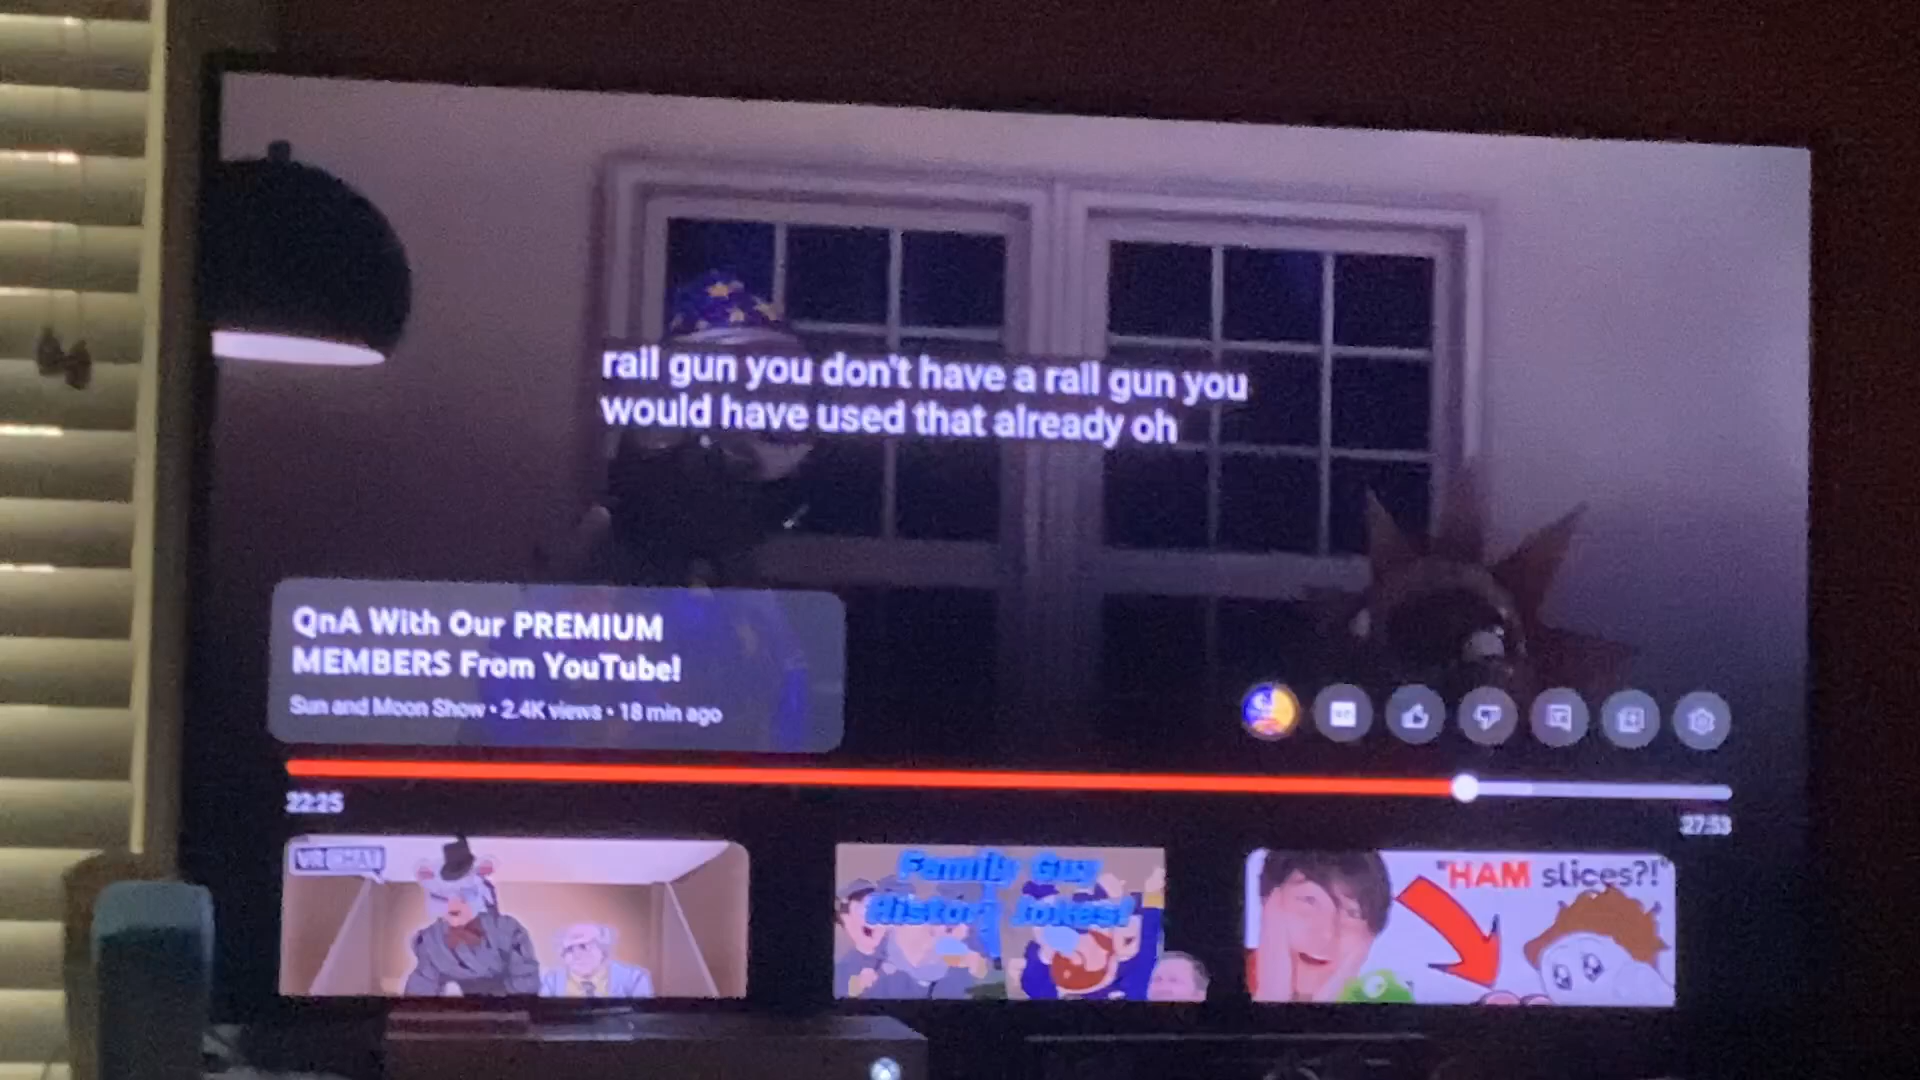 rail gun you don't have a rail gun you
would have used that already oh
QnA With Our PREMIUM
MEMBERS From YouTube!
Sun and Moon Show • 2.4K views • 18 min ago
22:25
27:53
VRCHAT
Family Guy
History Jokes!
"HAM slices?!"